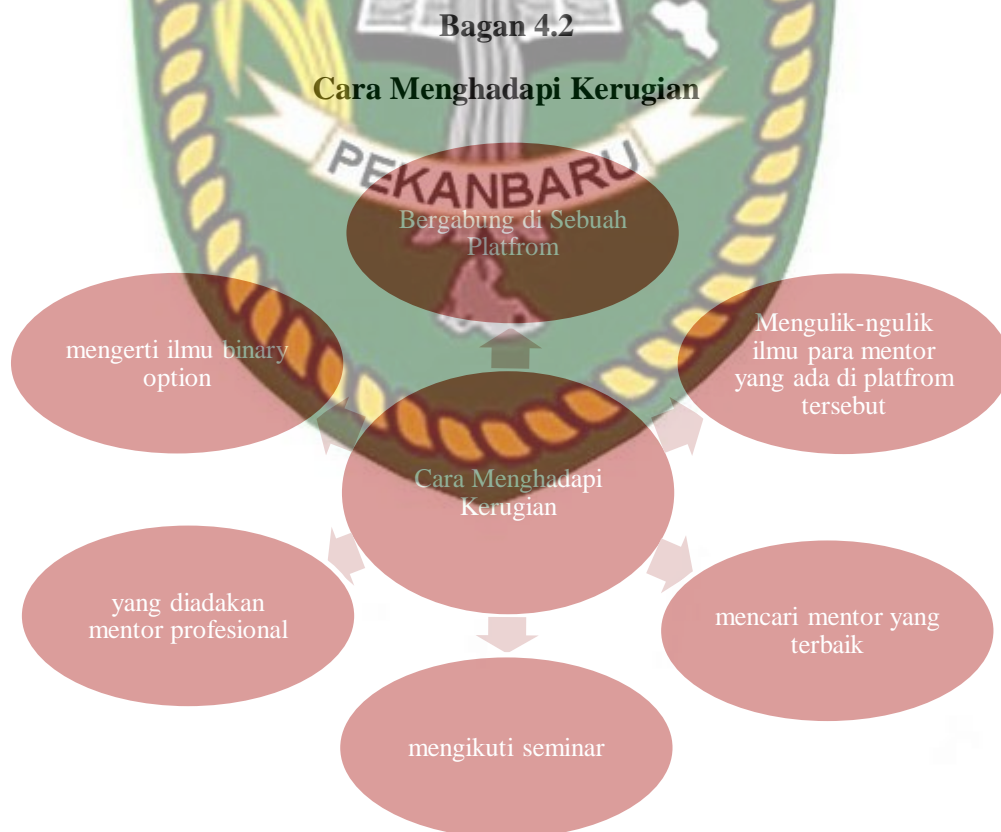 Bagan 4.2
Cara Menghadapi Kerugian
PEKANBARU
Bergabung di Sebuah
Platfrom
Mengulik-ngulik
ilmu para mentor
yang ada di platfrom
tersebut
mencari mentor yang
terbaik
mengikuti seminar
yang diadakan
mentor profesional
mengerti ilmu binary
option
Cara Menghadapi
Kerugian